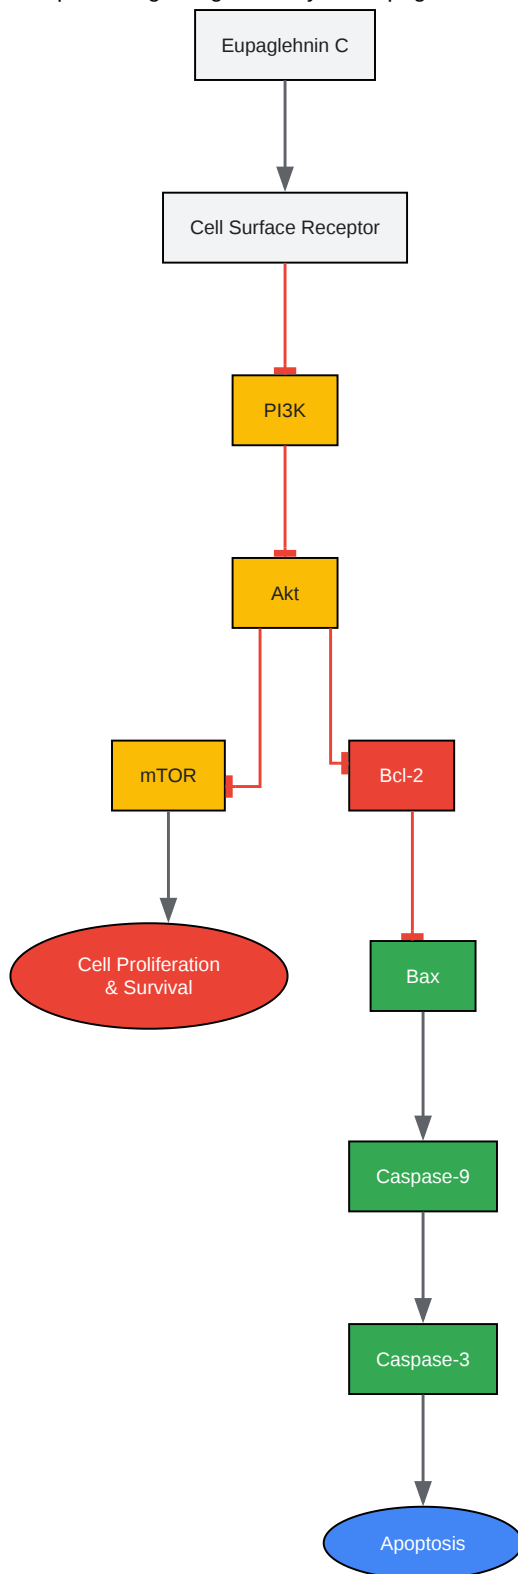 Eupaglehnin C
Cell Surface Receptor
PI3K
Akt
mTOR
Bcl-2
Cell Proliferation
& Survival
Bax
Caspase-9
Caspase-3
Apoptosis